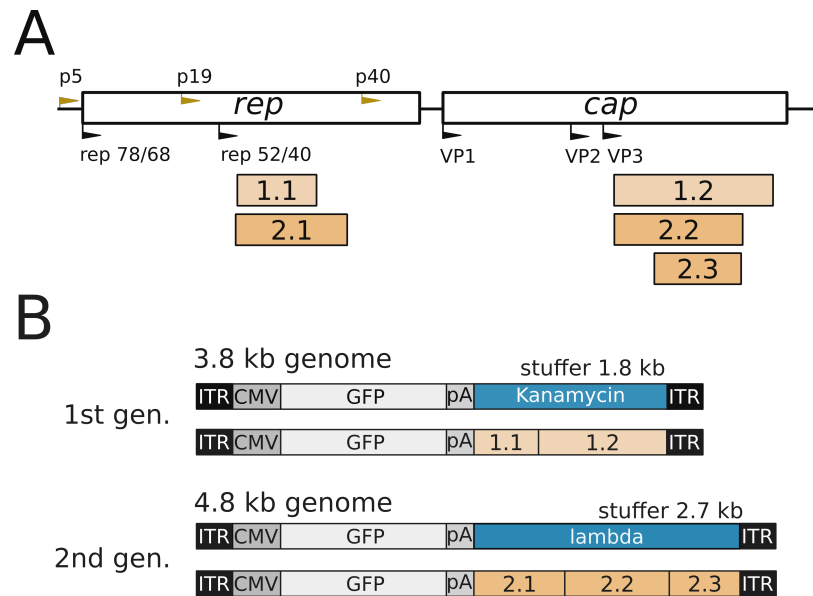 A
p5 p19 p40
rep cap
rep 78/68 rep 52/40 VP1 VP2 VP3
1.1 1.2
2.1 2.2
2.3
B
3.8 kb genome
stuffer 1.8 kb
1st gen.
ITR CMV GFP pA Kanamycin ITR
ITR CMV GFP pA 1.1 1.2 ITR
4.8 kb genome
stuffer 2.7 kb
2nd gen.
ITR CMV GFP pA lambda ITR
ITR CMV GFP pA 2.1 2.2 2.3 ITR